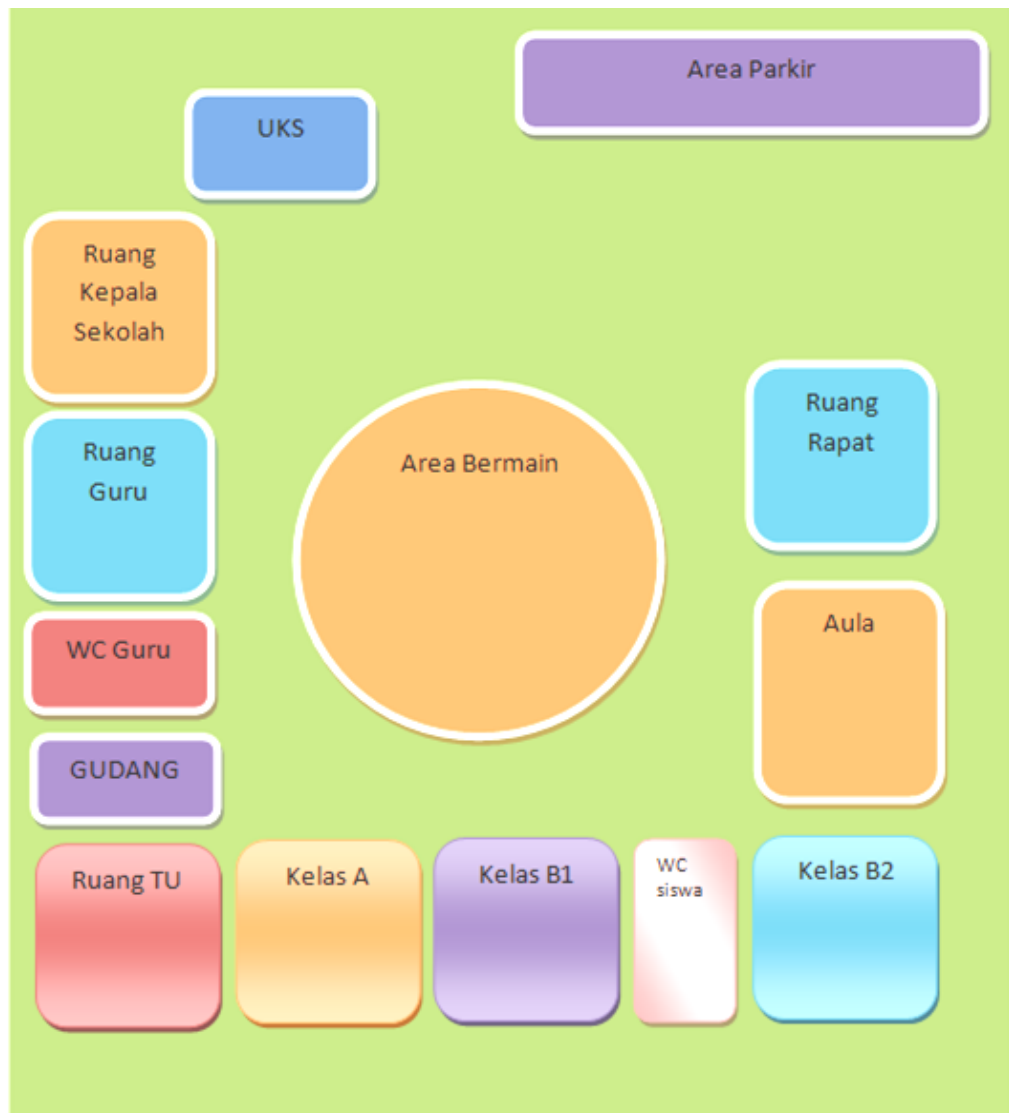 Area Parkir
UKS
Ruang
Kepala
Sekolah
Ruang
Guru
Area Bermain
Ruang
Rapat
WC Guru
Aula
GUDANG
Ruang TU
Kelas A
Kelas B1
WC
siswa
Kelas B2